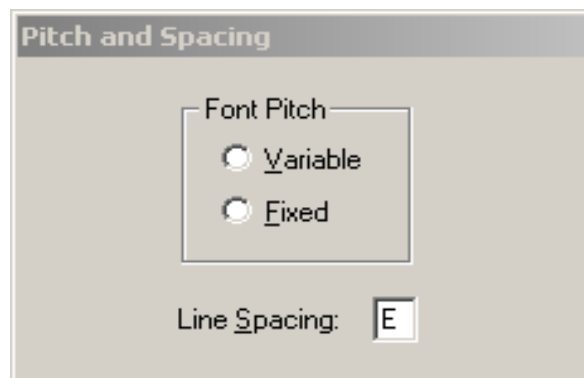 Pitch and Spacing
Font Pitch
Variable
Fixed
Line Spacing: E